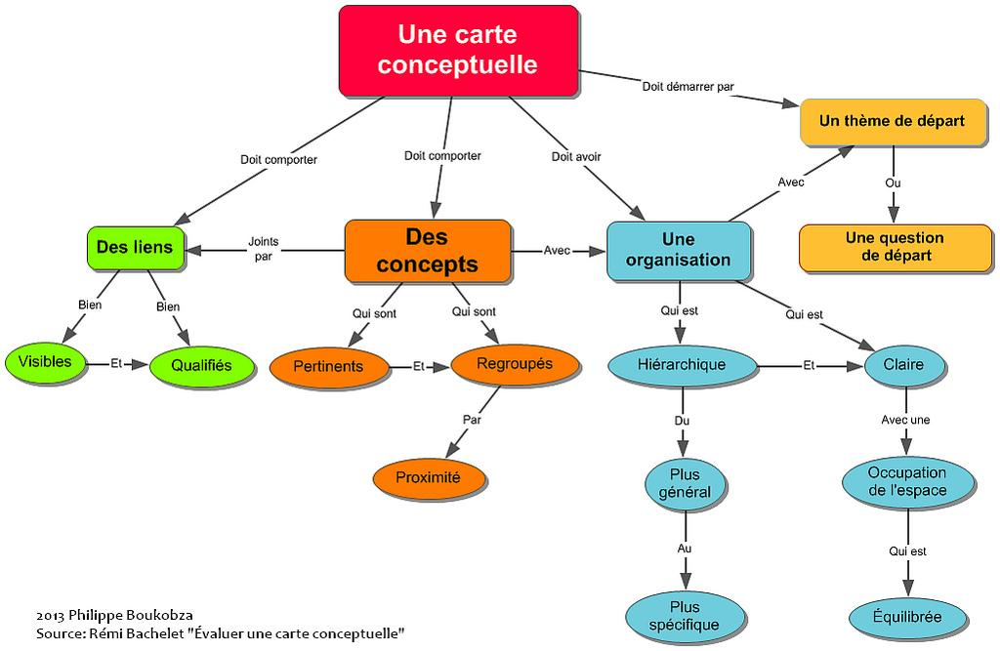 Une carte
conceptuelle
Doit démarrer par
Un thème de départ
Doit comporter
Doit comporter
Doit avoir
Avec
Ou
Des liens
Joints
par
Des
concepts
Avec
Une
organisation
Une question
de départ
Bien
Bien
Qui sont
Qui sont
Qui est
Qui est
Visibles
Et
Qualifiés
Pertinents
Et
Regroupés
Hiérarchique
Et
Claire
Par
Du
Avec une
Proximité
Plus
général
Occupation
de l'espace
Au
Qui est
Plus
spécifique
Équilibrée
2013 Philippe Boukobza
Source: Rémi Bachelet "Évaluer une carte conceptuelle"